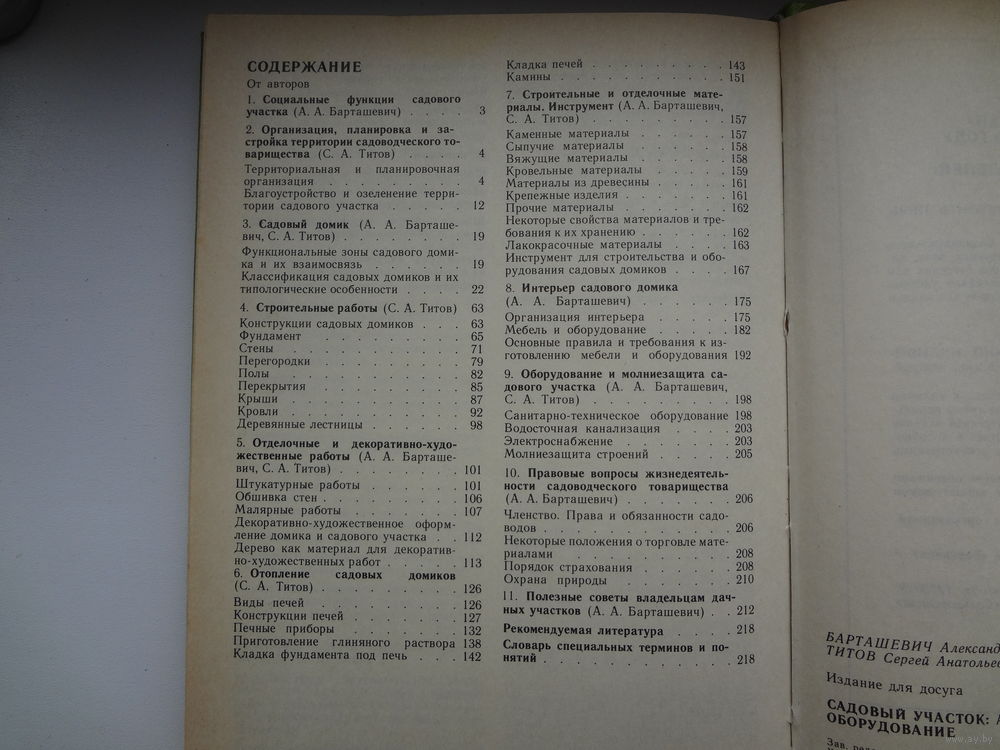 СОДЕРЖАНИЕ
От авторов
1. Социальные функции садового
участка (А. А. Барташевич) . . . . 3
2. Организация, планировка и за-
стройка территории садоводческого то-
варищества (С. А. Титов) . . . . 4
Территориальная и планировочная
организация . . . . . . . . . 4
Благоустройство и озеленение терри-
тории садового участка . . . . . 12
3. Садовый домик (А. А. Барташе-
вич, С. А. Титов) . . . . . . . . 19
Функциональные зоны садового доми-
ка и их взаимосвязь . . . . . . 19
Классификация садовых домиков и их
типологические особенности . . . . 22
4. Строительные работы (С. А. Титов) 63
Конструкции садовых домиков . . . 63
Фундамент . . . . . . . . . 65
Стены . . . . . . . . . . . 71
Перегородки . . . . . . . . . 79
Полы . . . . . . . . . . . 82
Перекрытия . . . . . . . . . 85
Крыши . . . . . . . . . . . 87
Кровли . . . . . . . . . . . 92
Деревянные лестницы . . . . . . 98
5. Отделочные и декоративно-худо-
жественные работы (А. А. Барташе-
вич, С. А. Титов) . . . . . . . . 101
Штукатурные работы . . . . . . 101
Обшивка стен . . . . . . . . . 106
Малярные работы . . . . . . . 107
Декоративно-художественное оформ-
ление домика и садового участка . . 112
Дерево как материал для декоратив-
но-художественных работ . . . . . 113
6. Отопление садовых домиков
(С. А. Титов) . . . . . . . . . 126
Виды печей . . . . . . . . . 126
Конструкции печей . . . . . . . 127
Печные приборы . . . . . . . . 132
Приготовление глиняного раствора 138
Кладка фундамента под печь . . . 142
Кладка печей . . . . . . . . . 143
Камины . . . . . . . . . . . 151
7. Строительные и отделочные мате-
риалы. Инструмент (А. А. Барташевич,
С. А. Титов) . . . . . . . . . 157
Каменные материалы . . . . . . 157
Сыпучие материалы . . . . . . 158
Вяжущие материалы . . . . . . 158
Кровельные материалы . . . . . 159
Материалы из древесины . . . . . 161
Крепежные изделия . . . . . . . 161
Прочие материалы . . . . . . . 162
Некоторые свойства материалов и тре-
бования к их хранению . . . . . . 162
Лакокрасочные материалы . . . . 163
Инструмент для строительства и обо-
рудования садовых домиков . . . . 167
8. Интерьер садового домика
(А. А. Барташевич) . . . . . . 175
Организация интерьера . . . . . 175
Мебель и оборудование . . . . . 182
Основные правила и требования к из-
готовлению мебели и оборудования 192
9. Оборудование и молниезащита са-
дового участка (А. А. Барташевич,
С. А. Титов) . . . . . . . . . 198
Санитарно-техническое оборудование 198
Водосточная канализация . . . . 203
Электроснабжение . . . . . . . 203
Молниезащита строений . . . . . 205
10. Правовые вопросы жизнедеятель-
ности садоводческого товарищества
(А. А. Барташевич) . . . . . . . 206
Членство. Права и обязанности садо-
водов . . . . . . . . . . . 206
Некоторые положения о торговле мате-
риалами . . . . . . . . . . 208
Порядок страхования . . . . . . 208
Охрана природы . . . . . . . 210
11. Полезные советы владельцам дач-
ных участков (А. А. Барташевич) . . 212
Рекомендуемая литература . . . . 218
Словарь специальных терминов и по-
нятий . . . . . . . . . . . 218
БАРТАШЕВИЧ Александ
ТИТОВ Сергей Анатольев
Издание для досуга
САДОВЫЙ УЧАСТОК: А
ОБОРУДОВАНИЕ
Зав.
www.ay.by